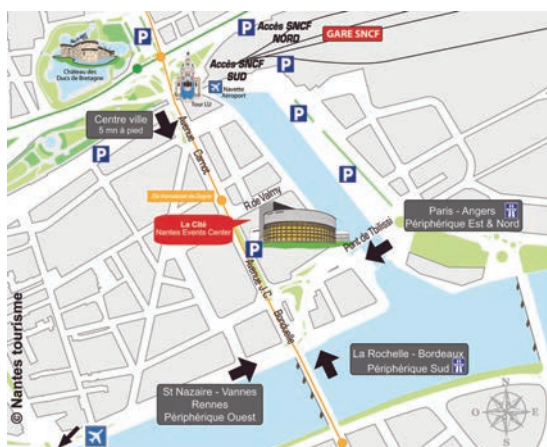 P
P
Accès SNCF
NORD
GARE SNCF
Accès SNCF
SUD
P
Château des
Ducs de Bretagne
Tour LU
Navette
Aéroport
P
Centre ville
5 mn à pied
P
Avenue Carnot
P
R.de Valmy
La Cité
Nantes Events Center
P
Paris - Angers
Périphérique Est & Nord
Pont de Tbilissi
Avenue J.C. Bonduelle
La Rochelle - Bordeaux
Périphérique Sud
St Nazaire - Vannes
Rennes
Périphérique Ouest
© Nantes tourisme
N
O
E
S